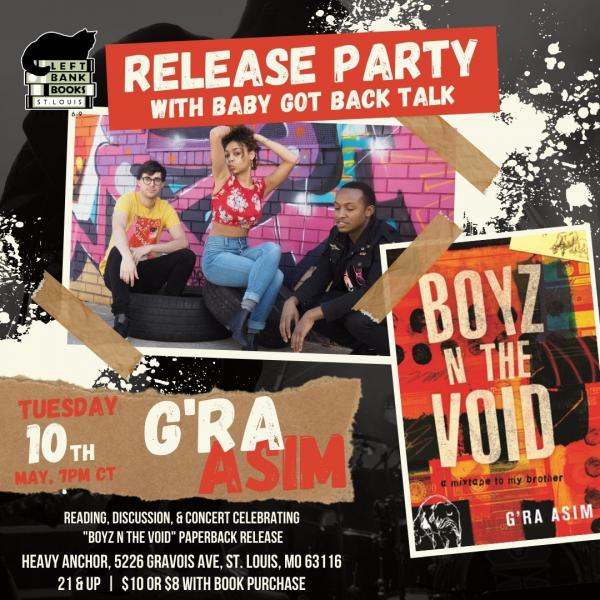 LEFT
BANK
BOOKS
ST. LOUIS
69
RELEASE PARTY
WITH BABY GOT BACK TALK
BOYZ
N THE
VOID
a mixtape to my brother
G'RA ASIM
TUESDAY
10TH
MAY, 7PM CT
G'RA
ASIM
READING, DISCUSSION, & CONCERT CELEBRATING
"BOYZ N THE VOID" PAPERBACK RELEASE
HEAVY ANCHOR, 5226 GRAVOIS AVE, ST. LOUIS, MO 63116
21 & UP | $10 OR $8 WITH BOOK PURCHASE